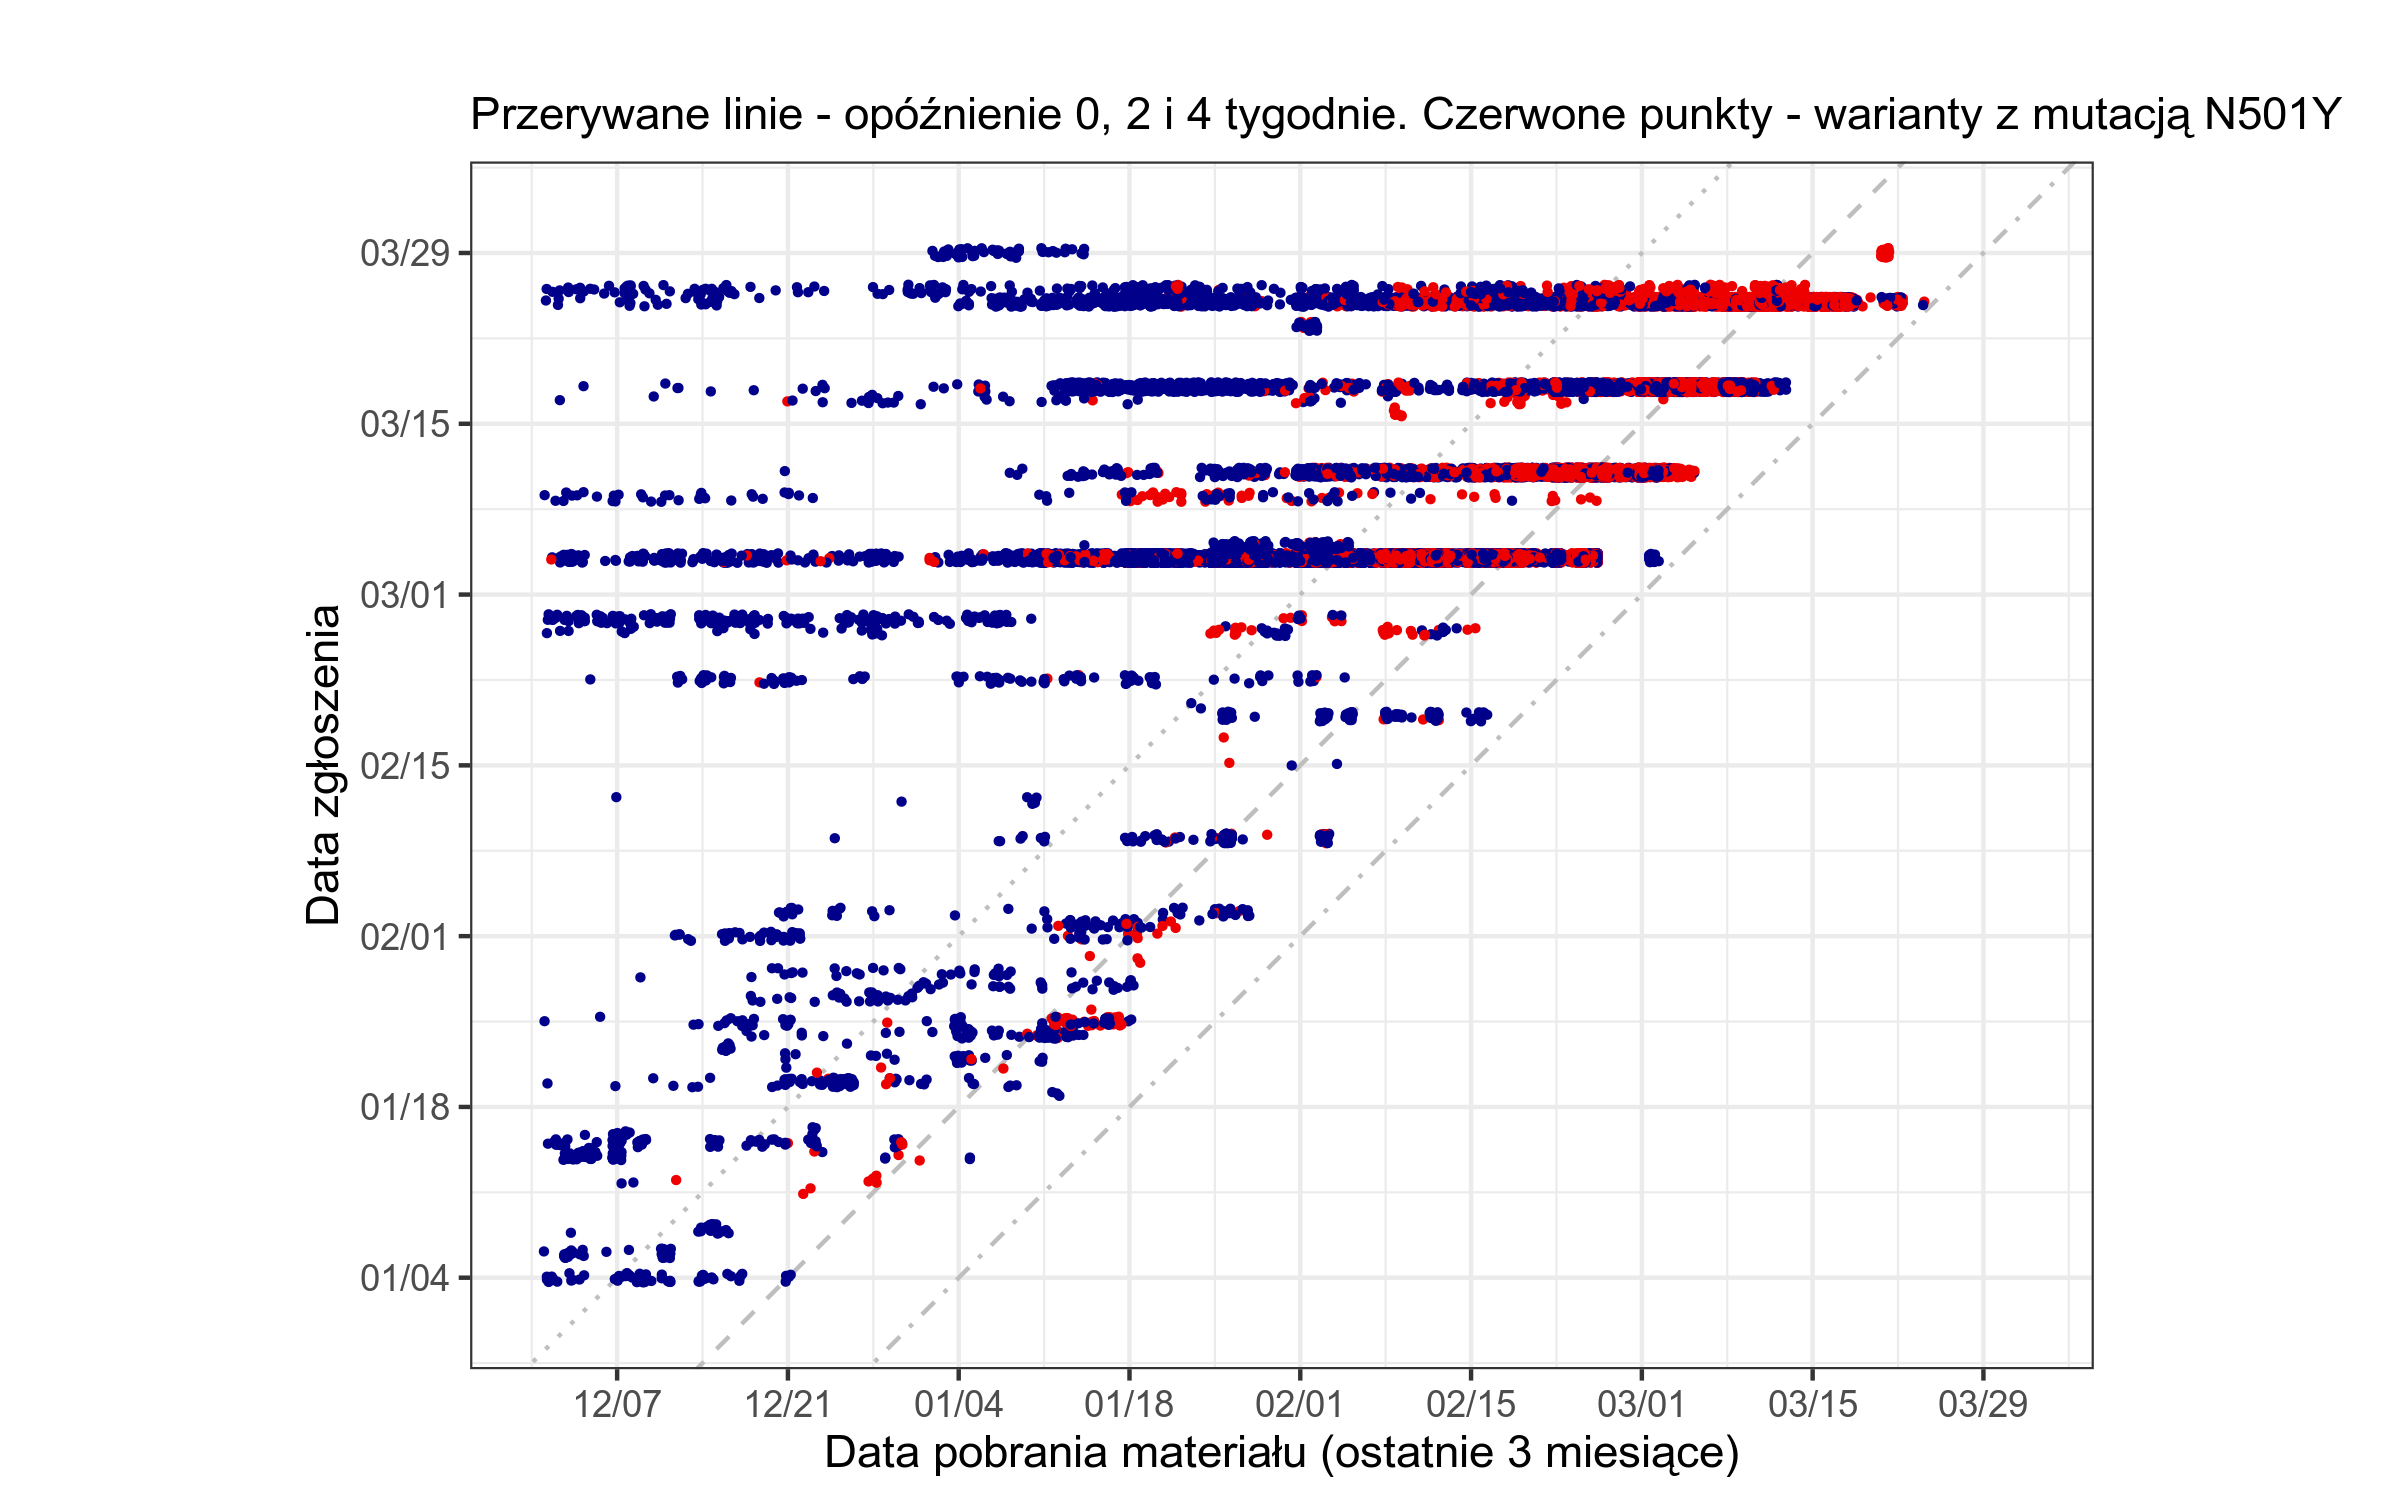 Przerywane linie - opóźnienie 0, 2 i 4 tygodnie. Czerwone punkty - warianty z mutacją N501Y
03/29
03/15
03/01
02/15
02/01
01/18
01/04
Data zgłoszenia
12/07 12/21 01/04 01/18 02/01 02/15 03/01 03/15 03/29
Data pobrania materiału (ostatnie 3 miesiące)